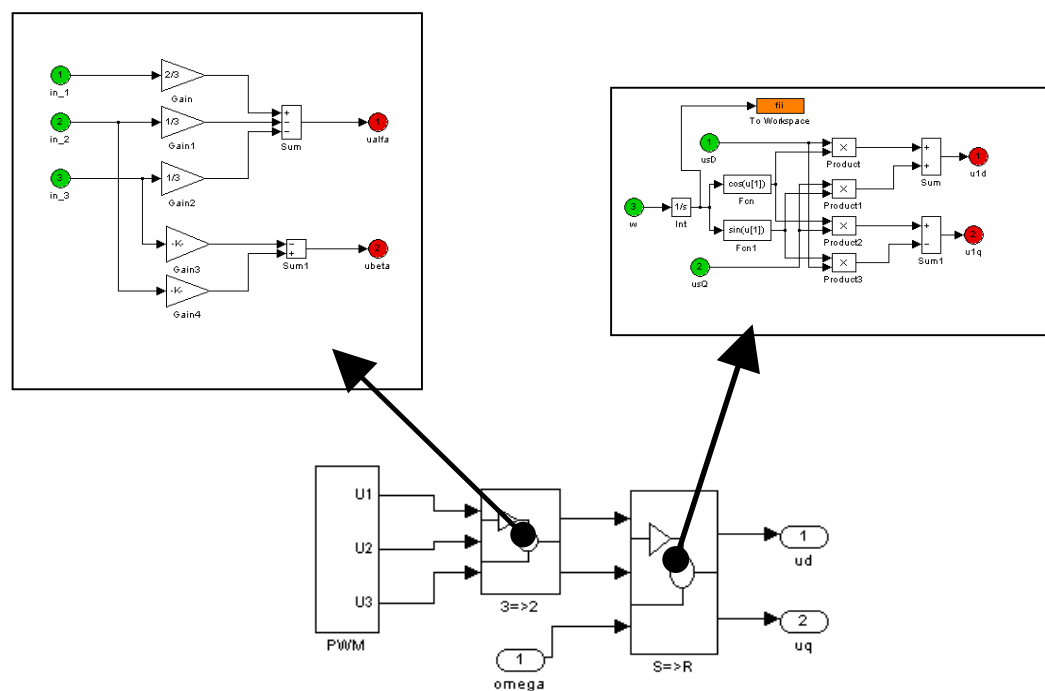 1
in_1
2/3
Gain
2
in_2
1/3
Gain1
+
−
−
Sum
1
ualfa
3
in_3
1/3
Gain2
-K-
Gain3
−
+
Sum1
2
ubeta
-K-
Gain4
fii
To Workspace
1
usD
×
Product
+
+
Sum
1
u1d
cos(u[1])
Fcn
×
Product1
3
w
1/s
Int
sin(u[1])
Fcn1
×
Product2
+
−
Sum1
2
u1q
2
usQ
×
Product3
U1
U2
U3
PWM
3=>2
1
omega
S=>R
1
ud
2
uq